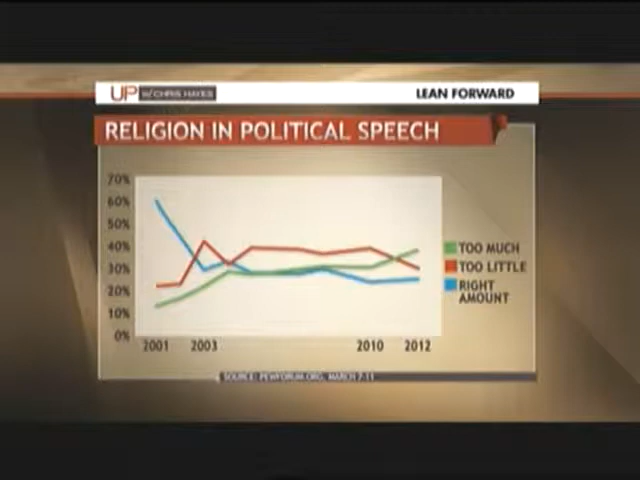 UP W/CHRIS HAYES LEAN FORWARD
RELIGION IN POLITICAL SPEECH
70%
60%
50%
40%
30%
20%
10%
0%
2001 2003 2010 2012
TOO MUCH
TOO LITTLE
RIGHT
AMOUNT
SOURCE: PEWFORUM.ORG, MARCH 7-11